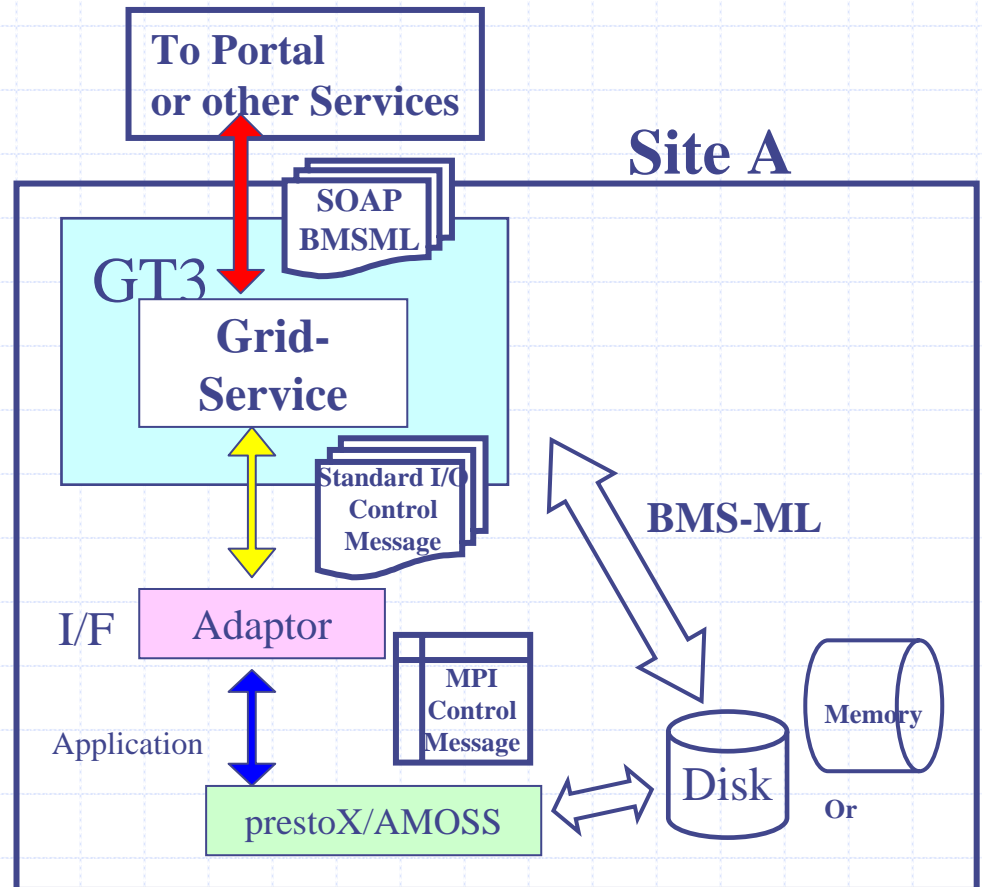 To Portal
or other Services
Site A
SOAP
BMSML
GT3
Grid-
Service
Standard I/O
Control
Message
BMS-ML
I/F
Adaptor
MPI
Control
Message
Memory
Application
Disk
Or
prestoX/AMOSS